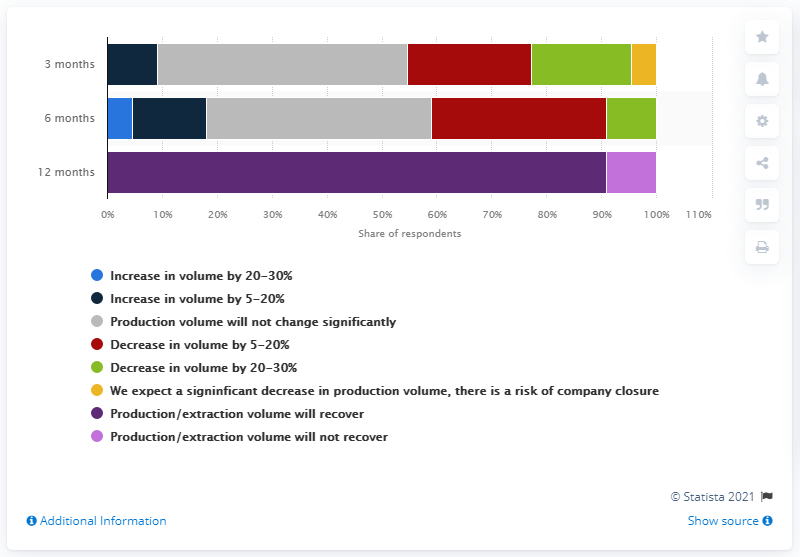 3 months
6 months
12 months
0% 10% 20% 30% 40% 50% 60% 70% 80% 90% 100% 110%
Share of respondents
Increase in volume by 20-30%
Increase in volume by 5-20%
Production volume will not change significantly
Decrease in volume by 5-20%
Decrease in volume by 20-30%
We expect a signinficant decrease in production volume, there is a risk of company closure
Production/extraction volume will recover
Production/extraction volume will not recover
© Statista 2021
Additional Information
Show source